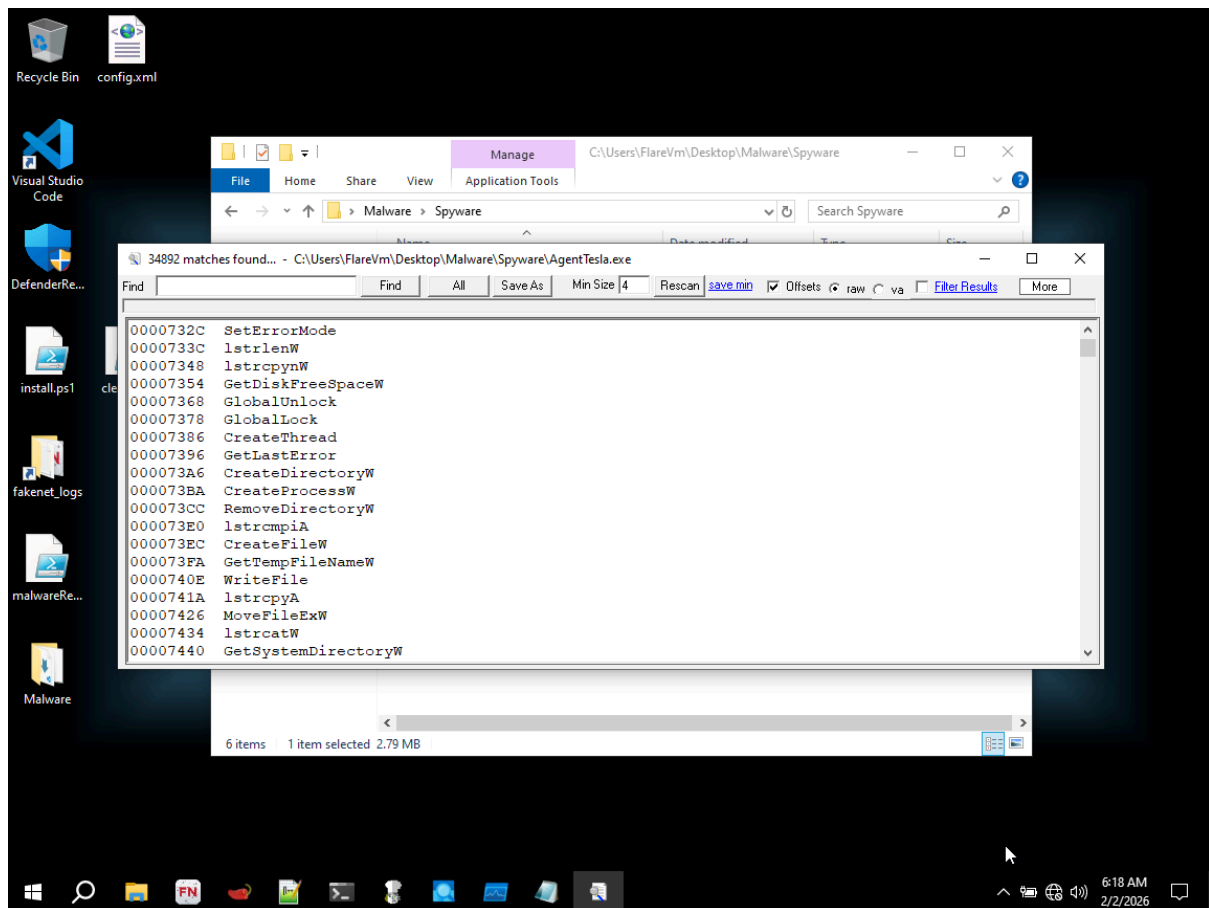 Recycle Bin
config.xml
Visual Studio
Code
DefenderRe...
install.ps1
cle
fakenet_logs
malwareRe...
Malware
Manage
C:\Users\FlareVm\Desktop\Malware\Spyware
File
Home
Share
View
Application Tools
Malware > Spyware
Search Spyware
34892 matches found... - C:\Users\FlareVm\Desktop\Malware\Spyware\AgentTesla.exe
Find
Find
All
Save As
Min Size 4
Rescan
save min
Offsets
raw
va
Filter Results
More
0000732C SetErrorMode
0000733C lstrlenW
00007348 lstrcpynW
00007354 GetDiskFreeSpaceW
00007368 GlobalUnlock
00007378 GlobalLock
00007386 CreateThread
00007396 GetLastError
000073A6 CreateDirectoryW
000073BA CreateProcessW
000073CC RemoveDirectoryW
000073E0 lstrcmpiA
000073EC CreateFileW
000073FA GetTempFileNameW
0000740E WriteFile
0000741A lstrcpyA
00007426 MoveFileExW
00007434 lstrcatW
00007440 GetSystemDirectoryW
6 items
1 item selected 2.79 MB
FN
6:18 AM
2/2/2026